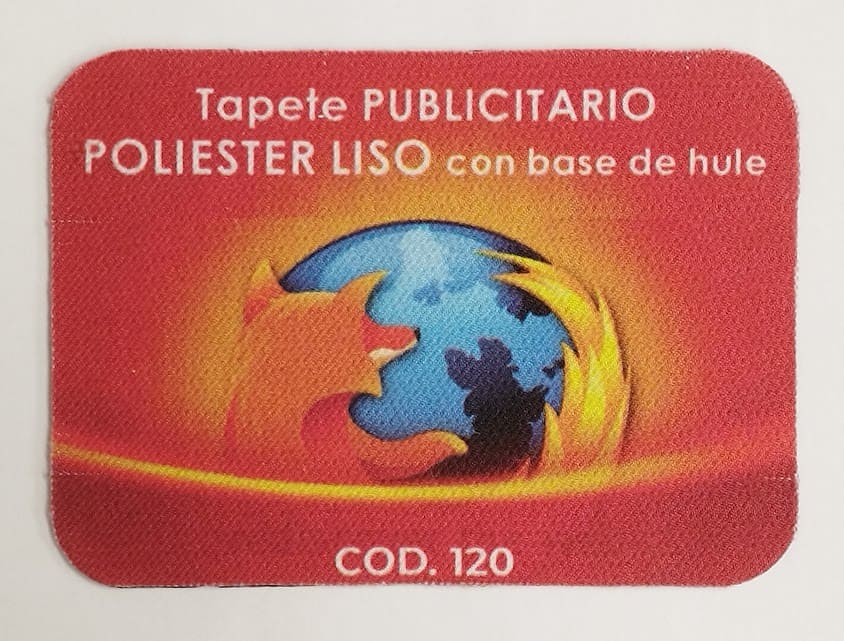 Tapete PUBLICITARIO
POLIESTER LISO con base de hule
COD. 120